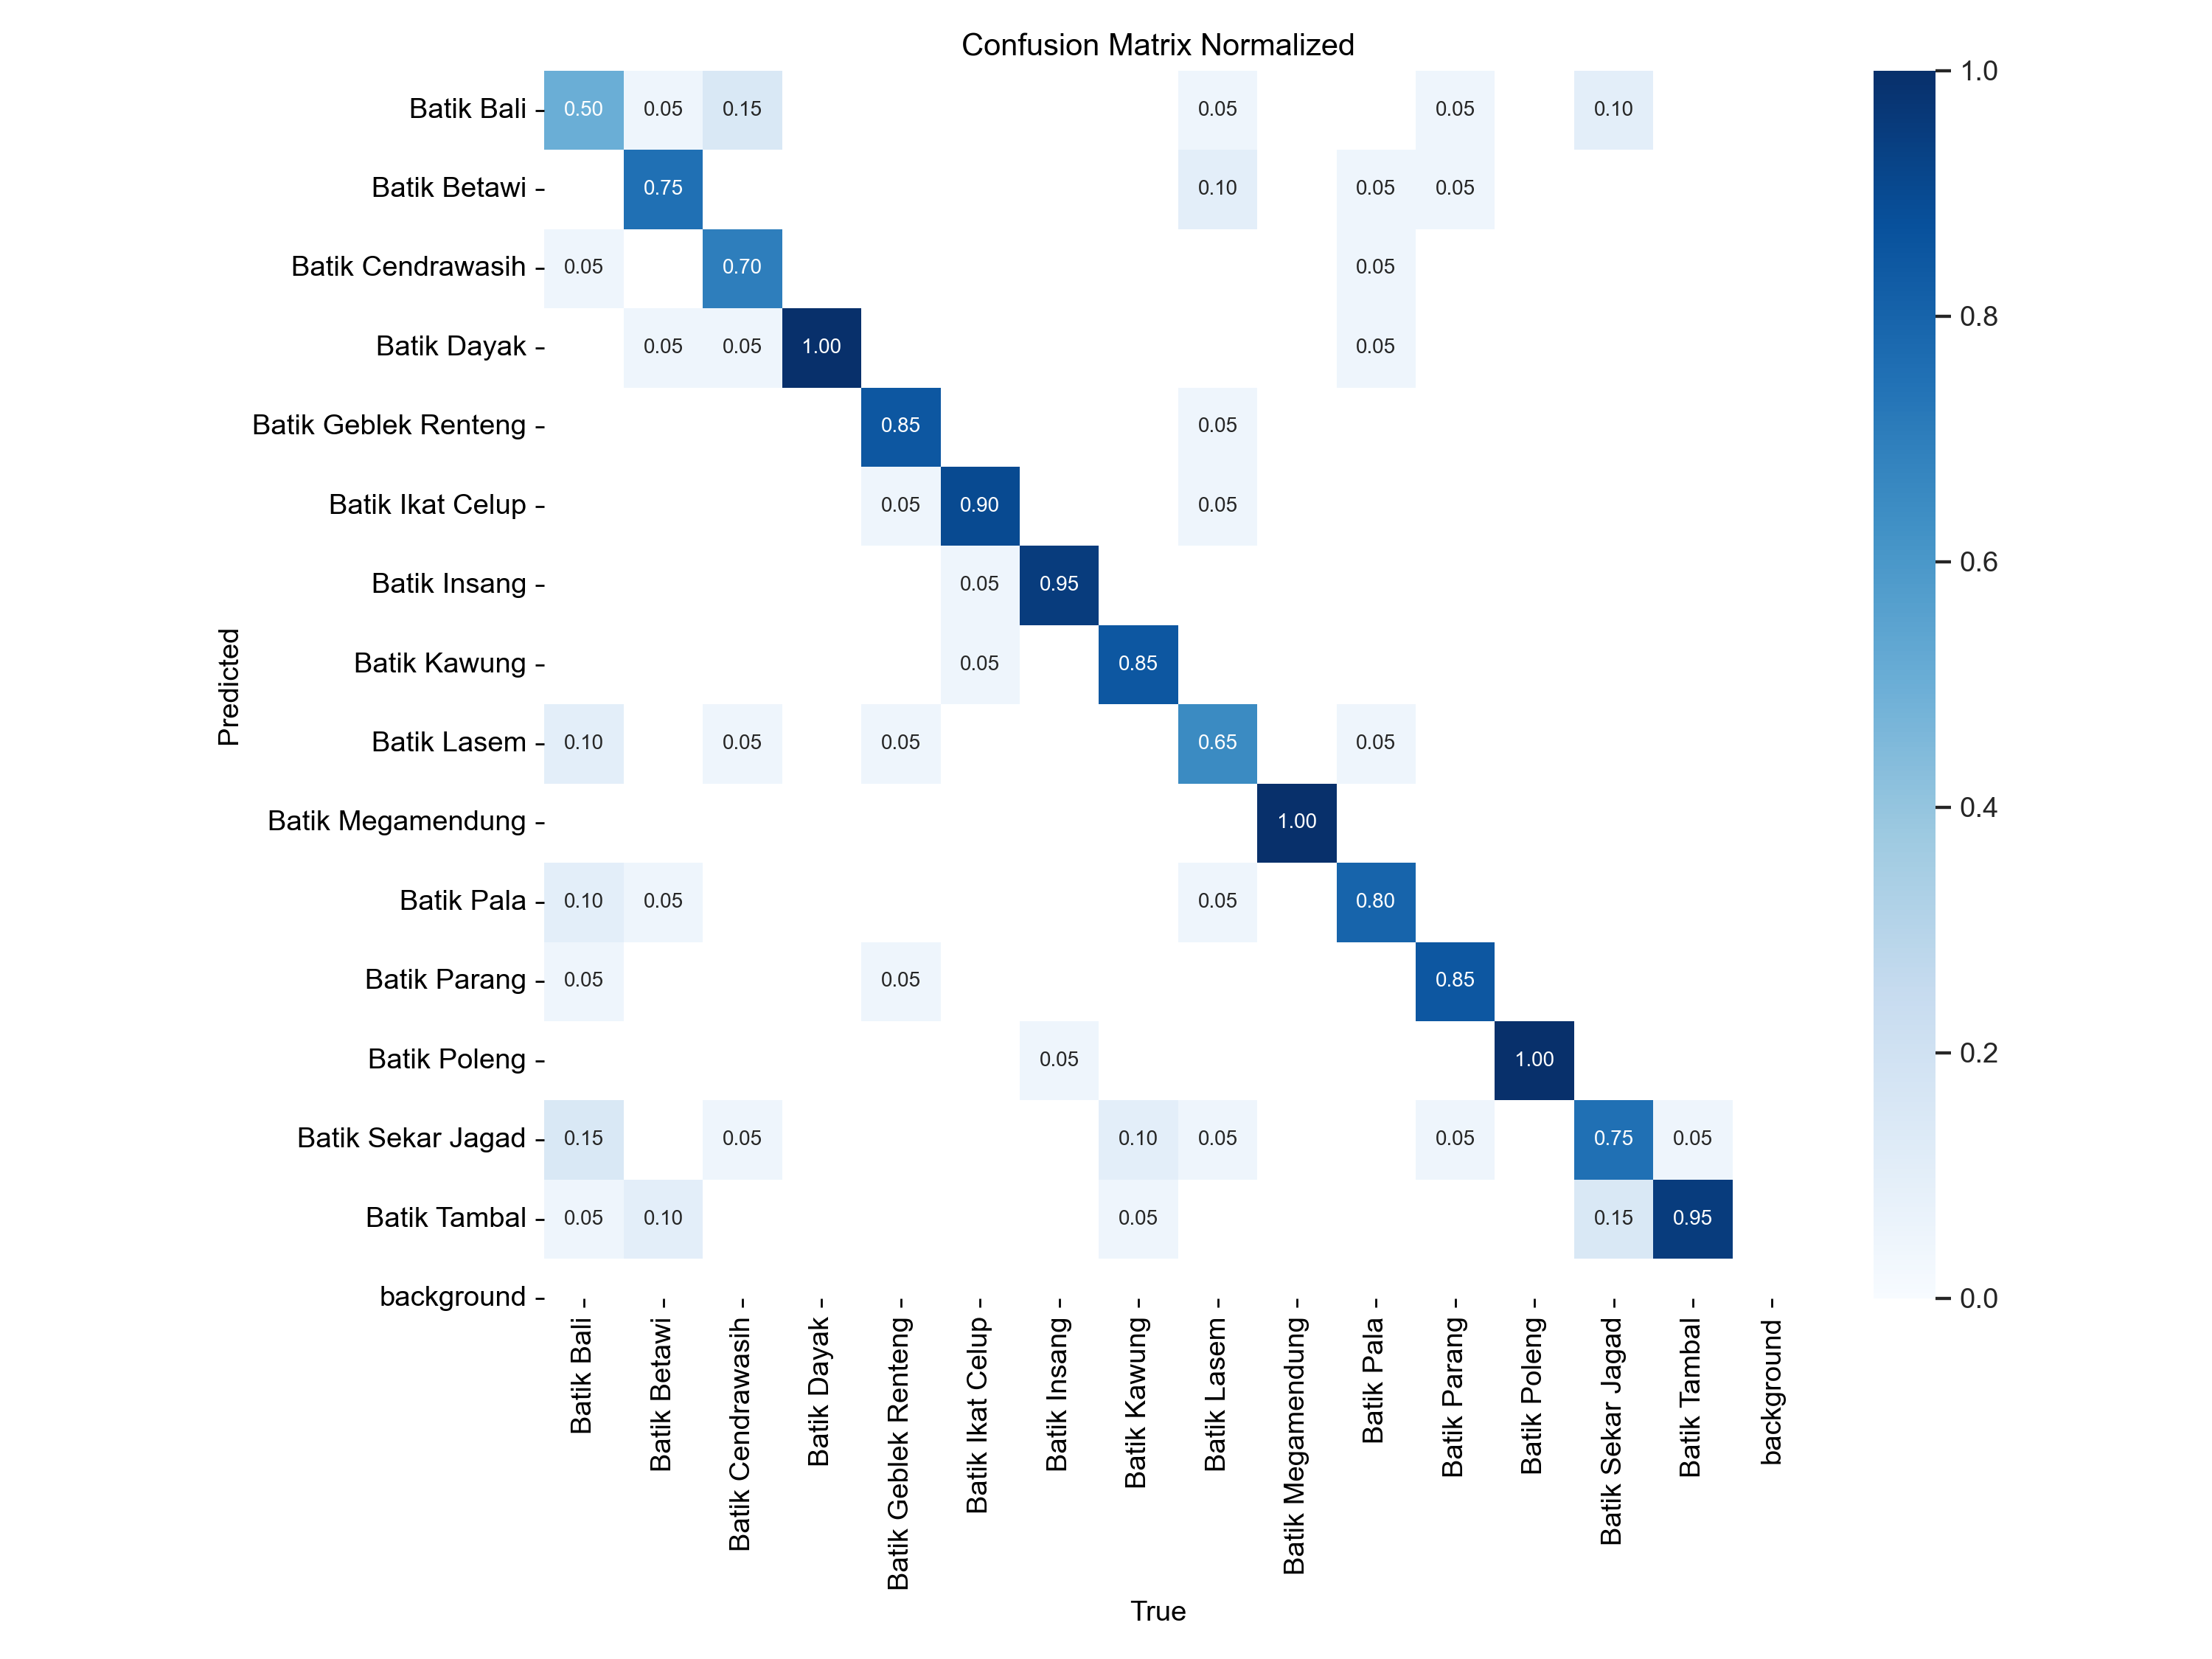 Confusion Matrix Normalized
Batik Bali 0.50 0.05 0.15 0.05 0.05 0.10
Batik Betawi 0.75 0.10 0.05 0.05
Batik Cendrawasih 0.05 0.70 0.05
Batik Dayak 0.05 0.05 1.00 0.05
Batik Geblek Renteng 0.85 0.05
Batik Ikat Celup 0.05 0.90 0.05
Batik Insang 0.05 0.95
Batik Kawung 0.05 0.85
Batik Lasem 0.10 0.05 0.05 0.65 0.05
Batik Megamendung 1.00
Batik Pala 0.10 0.05 0.05 0.80
Batik Parang 0.05 0.05 0.85
Batik Poleng 0.05 1.00
Batik Sekar Jagad 0.15 0.05 0.10 0.05 0.05 0.75 0.05
Batik Tambal 0.05 0.10 0.05 0.15 0.95
background
Predicted
Batik Bali
Batik Betawi
Batik Cendrawasih
Batik Dayak
Batik Geblek Renteng
Batik Ikat Celup
Batik Insang
Batik Kawung
Batik Lasem
Batik Megamendung
Batik Pala
Batik Parang
Batik Poleng
Batik Sekar Jagad
Batik Tambal
background
True
1.0
0.8
0.6
0.4
0.2
0.0